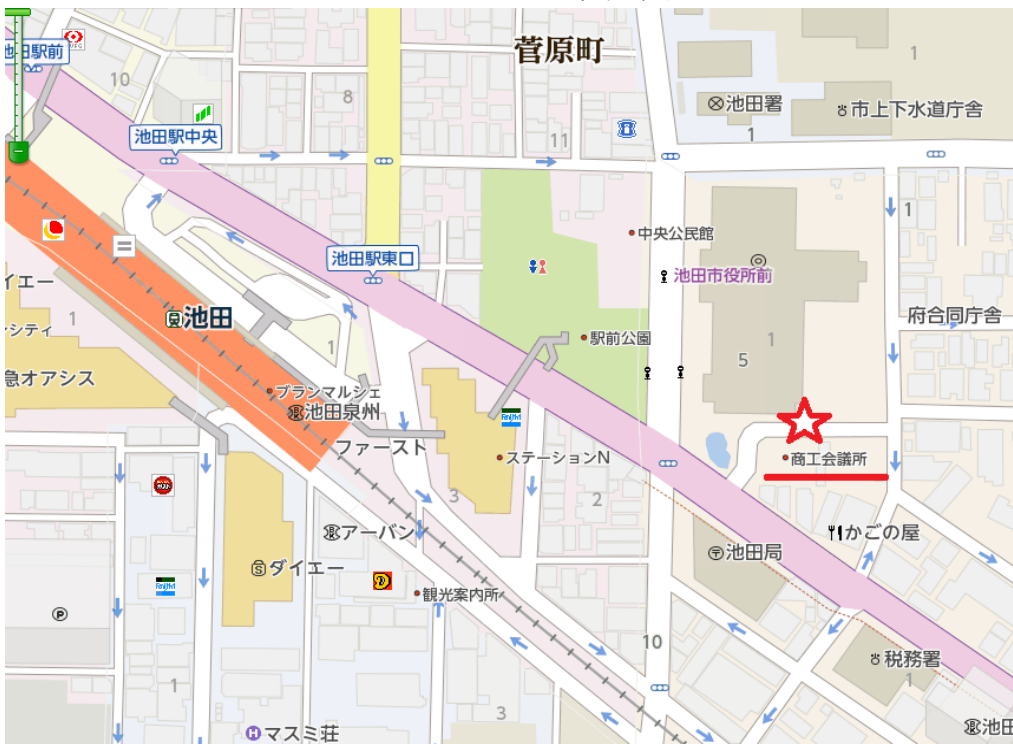 菅原町
池田駅前
10
8
11
1
池田署
1
市上下水道庁舎
池田駅中央
1
中央公民館
池田市役所前
池田駅東口
イエー
1
池田
シティ
府合同庁舎
1
駅前公園
5
1
急オアシス
ブランマルシェ
池田泉州
ファースト
ステーションN
商工会議所
3
2
アーバン
かごの屋
池田局
ダイエー
観光案内所
P
10
税務署
1
1
3
マスミ荘
池田